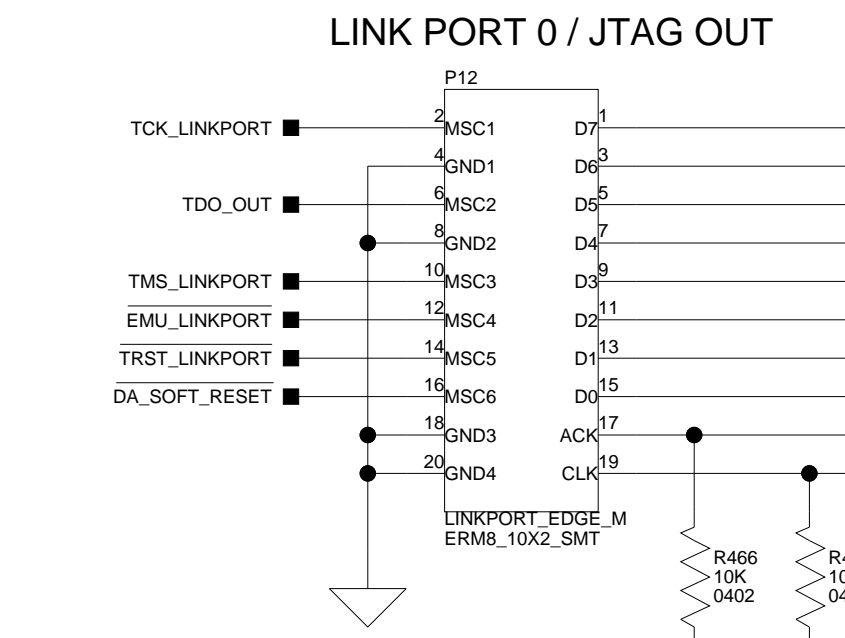 LINK PORT 0 / JTAG OUT
P12
TCK_LINKPORT 2 MSC1 D7 1
4 GND1 D6 3
TDO_OUT 6 MSC2 D5 5
8 GND2 D4 7
TMS_LINKPORT 10 MSC3 D3 9
EMU_LINKPORT 12 MSC4 D2 11
TRST_LINKPORT 14 MSC5 D1 13
DA_SOFT_RESET 16 MSC6 D0 15
18 GND3 ACK 17
20 GND4 CLK 19
LINKPORT_EDGE_M
ERM8_10X2_SMT
R466
10K
0402